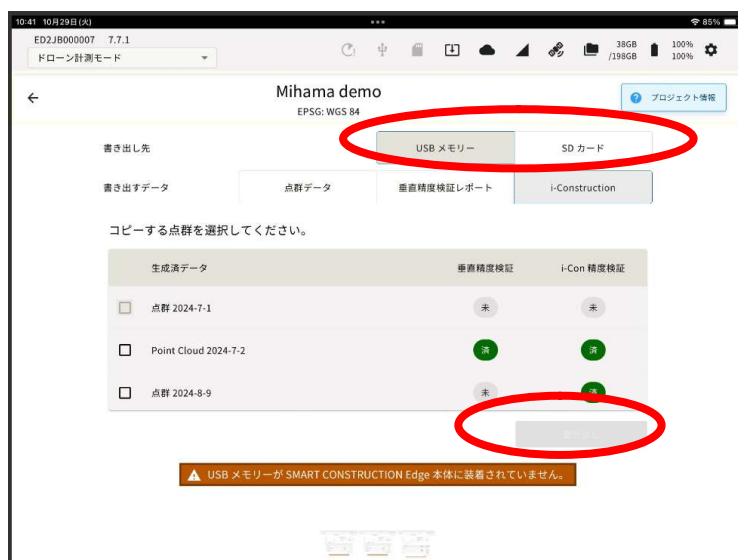 10:41 10月29日(火)
85%
ED2JB000007 7.7.1
ドローン計測モード
38GB
/198GB
100%
100%
Mihama demo
EPSG: WGS 84
プロジェクト情報
書き出し先
USB メモリー
SD カード
書き出すデータ
点群データ
垂直精度検証レポート
i-Construction
コピーする点群を選択してください。
生成済データ
垂直精度検証
i-Con 精度検証
点群 2024-7-1
未
未
Point Cloud 2024-7-2
済
済
点群 2024-8-9
未
済
USB メモリーが SMART CONSTRUCTION Edge 本体に装着されていません。